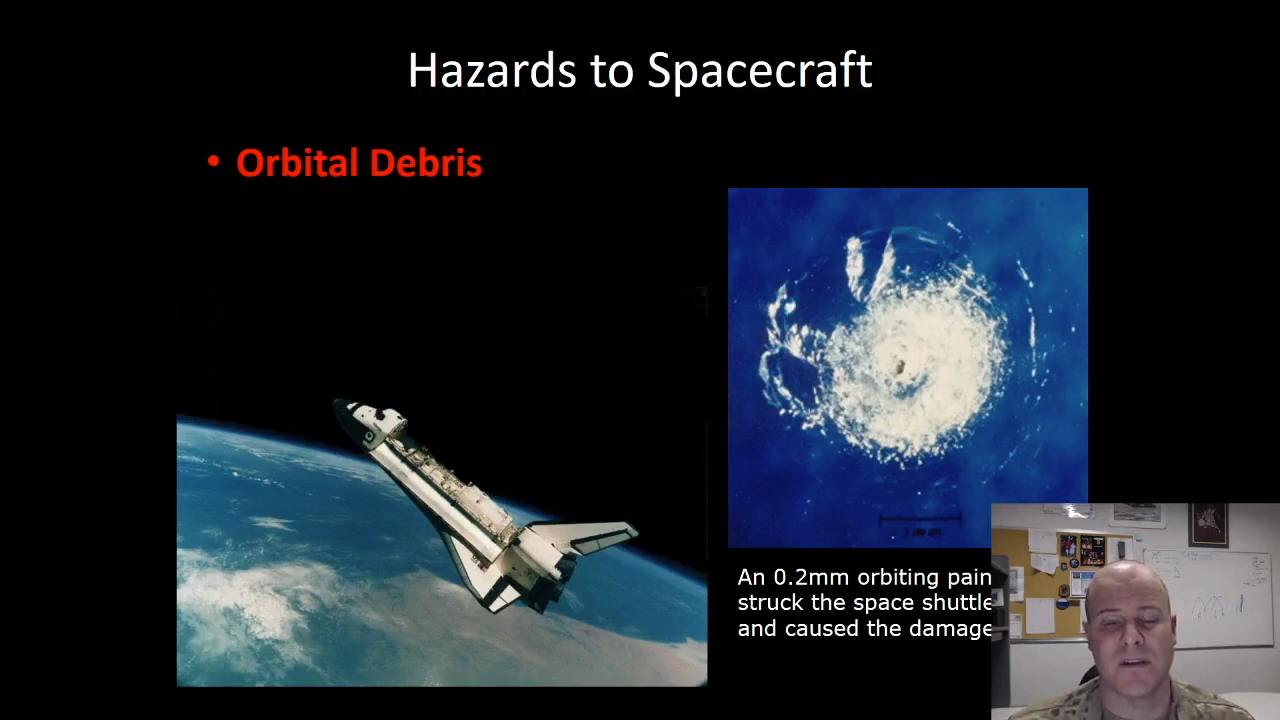 Hazards to Spacecraft
• Orbital Debris
An 0.2mm orbiting pain
struck the space shuttle
and caused the damage